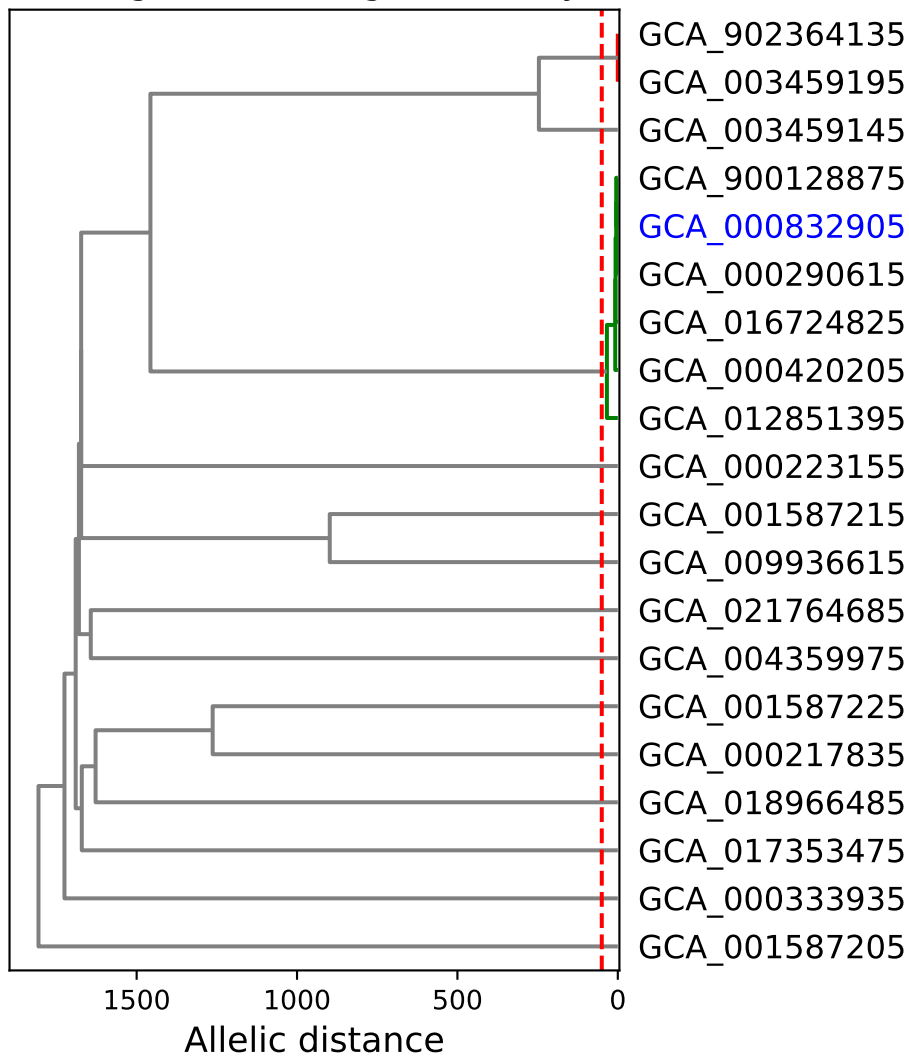 GCA_902364135
GCA_003459195
GCA_003459145
GCA_900128875
GCA_000832905
GCA_000290615
GCA_016724825
GCA_000420205
GCA_012851395
GCA_000223155
GCA_001587215
GCA_009936615
GCA_021764685
GCA_004359975
GCA_001587225
GCA_000217835
GCA_018966485
GCA_017353475
GCA_000333935
GCA_001587205
1500 1000 500 0
Allelic distance